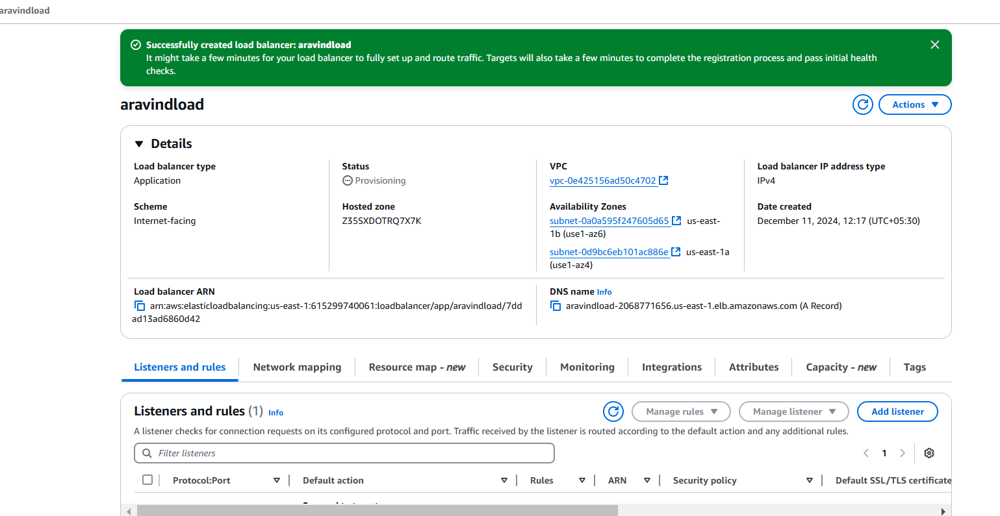 aravindload
Successfully created load balancer: aravindload
It might take a few minutes for your load balancer to fully set up and route traffic. Targets will also take a few minutes to complete the registration process and pass initial health
checks.
aravindload
Actions
Details
Load balancer type
Application
Status
Provisioning
VPC
vpc-0e425156ad50c4702
Load balancer IP address type
IPv4
Scheme
Internet-facing
Hosted zone
Z35SXDOTRQ7X7K
Availability Zones
subnet-0a0a595f247605d65 us-east-
1b (use1-az6)
subnet-0d9bc6eb101ac886e us-east-1a
(use1-az4)
Date created
December 11, 2024, 12:17 (UTC+05:30)
Load balancer ARN
arn:aws:elasticloadbalancing:us-east-1:615299740061:loadbalancer/app/aravindload/7dd
ad13ad6860d42
DNS name Info
aravindload-2068771656.us-east-1.elb.amazonaws.com (A Record)
Listeners and rules
Network mapping
Resource map - new
Security
Monitoring
Integrations
Attributes
Capacity - new
Tags
Listeners and rules (1) Info
Manage rules
Manage listener
Add listener
A listener checks for connection requests on its configured protocol and port. Traffic received by the listener is routed according to the default action and any additional rules.
Filter listeners
1
Protocol:Port
Default action
Rules
ARN
Security policy
Default SSL/TLS certificate